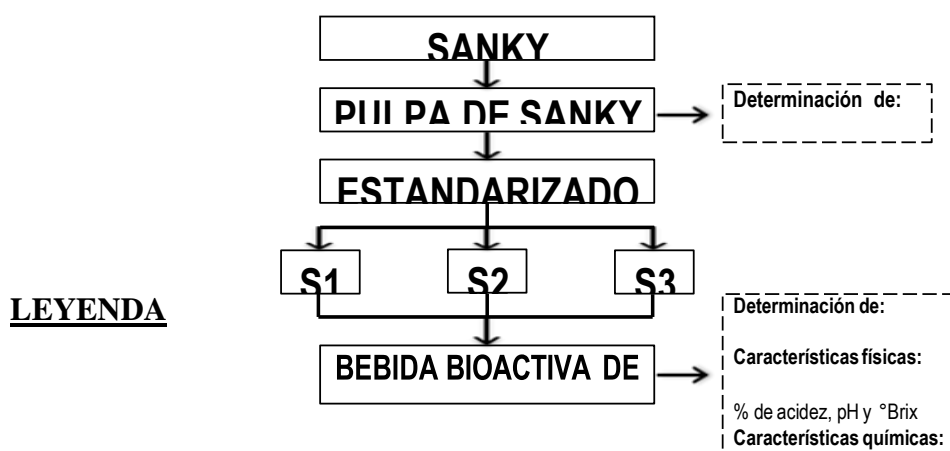 SANKY
PULPA DE SANKY
Determinación de:
ESTANDARIZADO
S1
S2
S3
LEYENDA
BEBIDA BIOACTIVA DE
Determinación de:
Características físicas:
% de acidez, pH y °Brix
Características químicas: